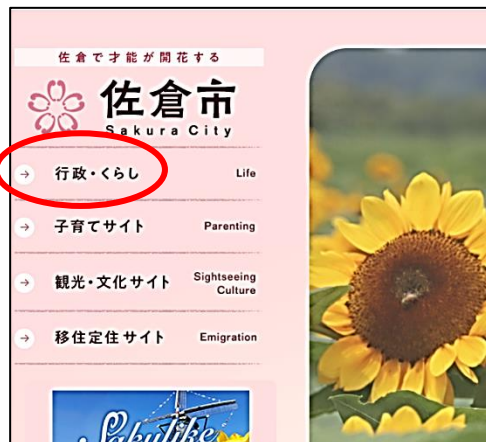 佐倉で才能が開花する
佐倉市
Sakura City
行政・くらし Life
子育てサイト Parenting
観光・文化サイト Sightseeing Culture
移住定住サイト Emigration
Sakulike